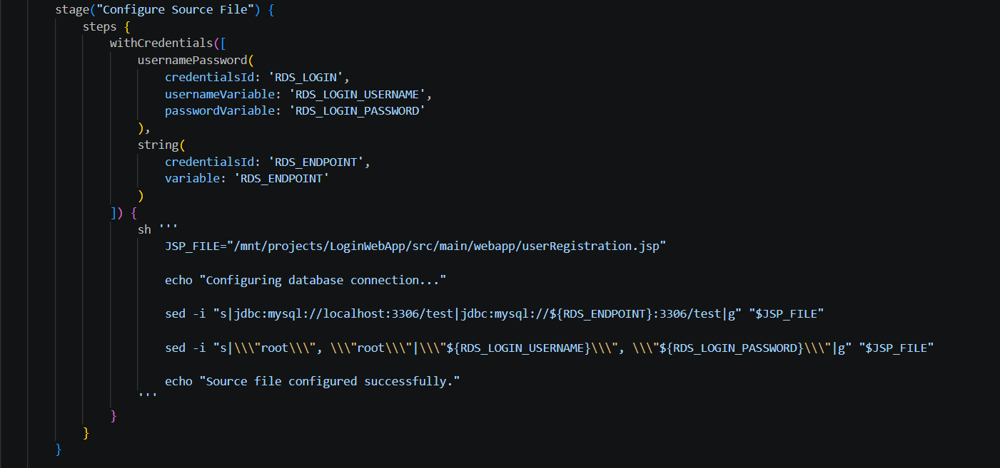 stage("Configure Source File") {
steps {
withCredentials([
usernamePassword(
credentialsId: 'RDS_LOGIN',
usernameVariable: 'RDS_LOGIN_USERNAME',
passwordVariable: 'RDS_LOGIN_PASSWORD'
),
string(
credentialsId: 'RDS_ENDPOINT',
variable: 'RDS_ENDPOINT'
)
]) {
sh '''
JSP_FILE="/mnt/projects/LoginWebApp/src/main/webapp/userRegistration.jsp"
echo "Configuring database connection..."
sed -i "s|jdbc:mysql://localhost:3306/test|jdbc:mysql://${RDS_ENDPOINT}:3306/test|g" "$JSP_FILE"
sed -i "s|\\\"root\\\", \\\"root\\\"|\\\"${RDS_LOGIN_USERNAME}\\\", \\\"${RDS_LOGIN_PASSWORD}\\\"|g" "$JSP_FILE"
echo "Source file configured successfully."
'''
}
}
}